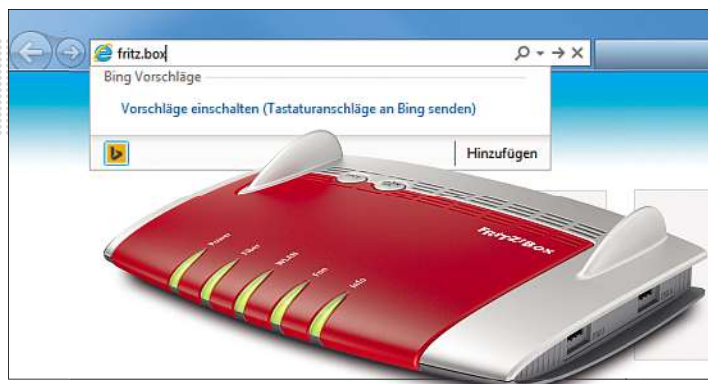 fritz.box
Bing Vorschläge
Vorschläge einschalten (Tastaturanschläge an Bing senden)
Hinzufügen
FRITZ!Box
Power
Fiber
WLAN
Fon
Info